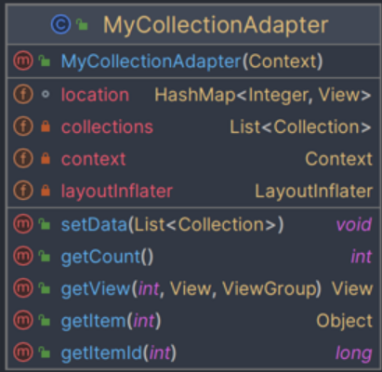 MyCollectionAdapter
MyCollectionAdapter(Context)
location HashMap<Integer, View>
collections List<Collection>
context Context
layoutInflater LayoutInflater
setData(List<Collection>) void
getCount() int
getView(int, View, ViewGroup) View
getItem(int) Object
getItemId(int) long